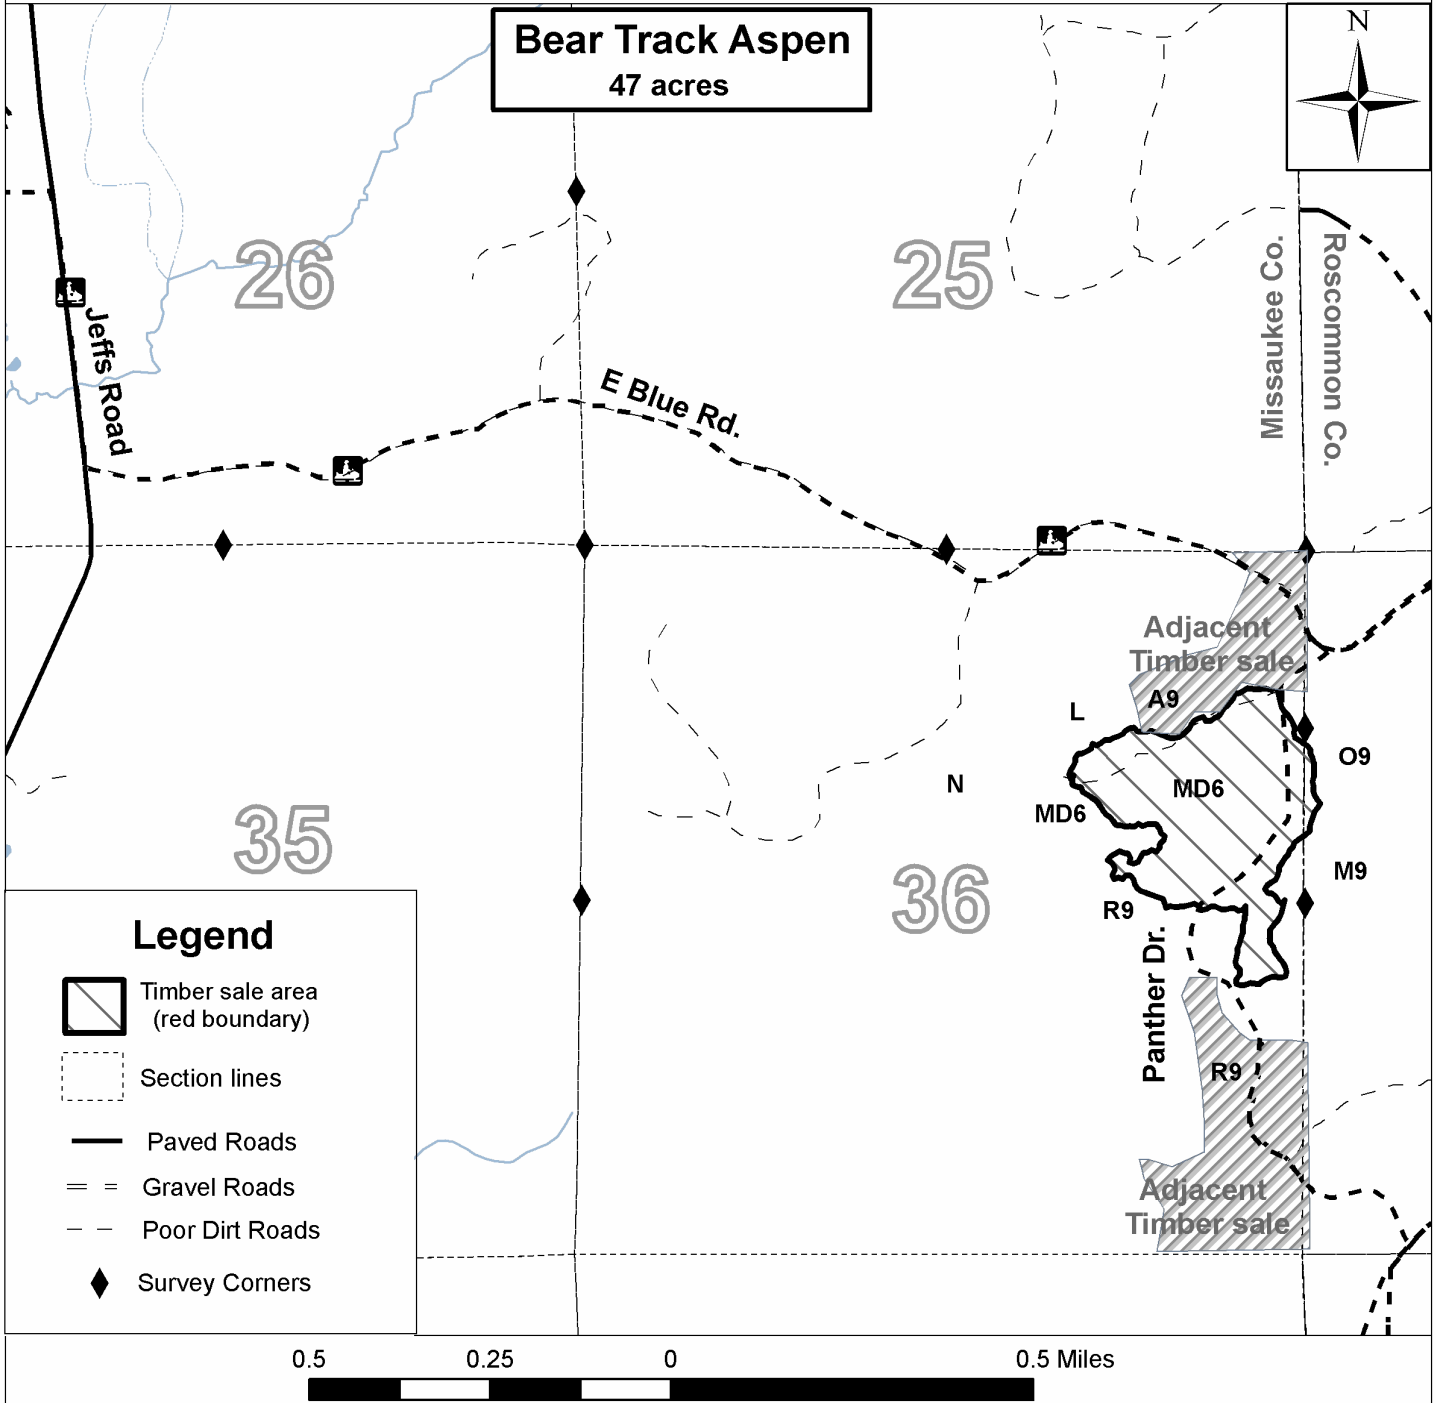 Bear Track Aspen
47 acres
N
26
25
Missaukee Co.
Roscommon Co.
Jeffs Road
E Blue Rd.
Adjacent
Timber sale
A9
L
O9
N
MD6
MD6
35
36
M9
R9
Panther Dr.
R9
Adjacent
Timber sale
Legend
Timber sale area
(red boundary)
Section lines
Paved Roads
Gravel Roads
Poor Dirt Roads
Survey Corners
0.5 0.25 0 0.5 Miles